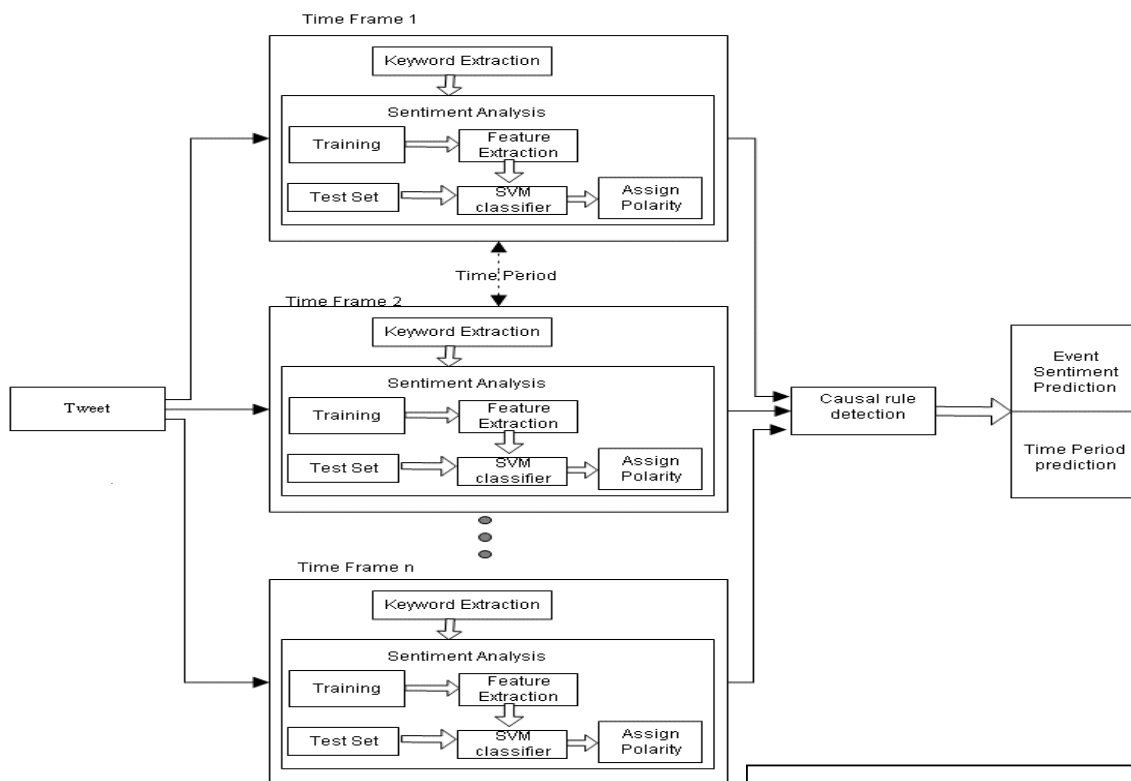 Time Frame 1
Keyword Extraction
Sentiment Analysis
Training
Feature
Extraction
Test Set
SVM
classifier
Assign
Polarity
Time Period
Time Frame 2
Keyword Extraction
Sentiment Analysis
Training
Feature
Extraction
Test Set
SVM
classifier
Assign
Polarity
Tweet
Causal rule
detection
Event
Sentiment
Prediction
Time Period
prediction
Time Frame n
Keyword Extraction
Sentiment Analysis
Training
Feature
Extraction
Test Set
SVM
classifier
Assign
Polarity